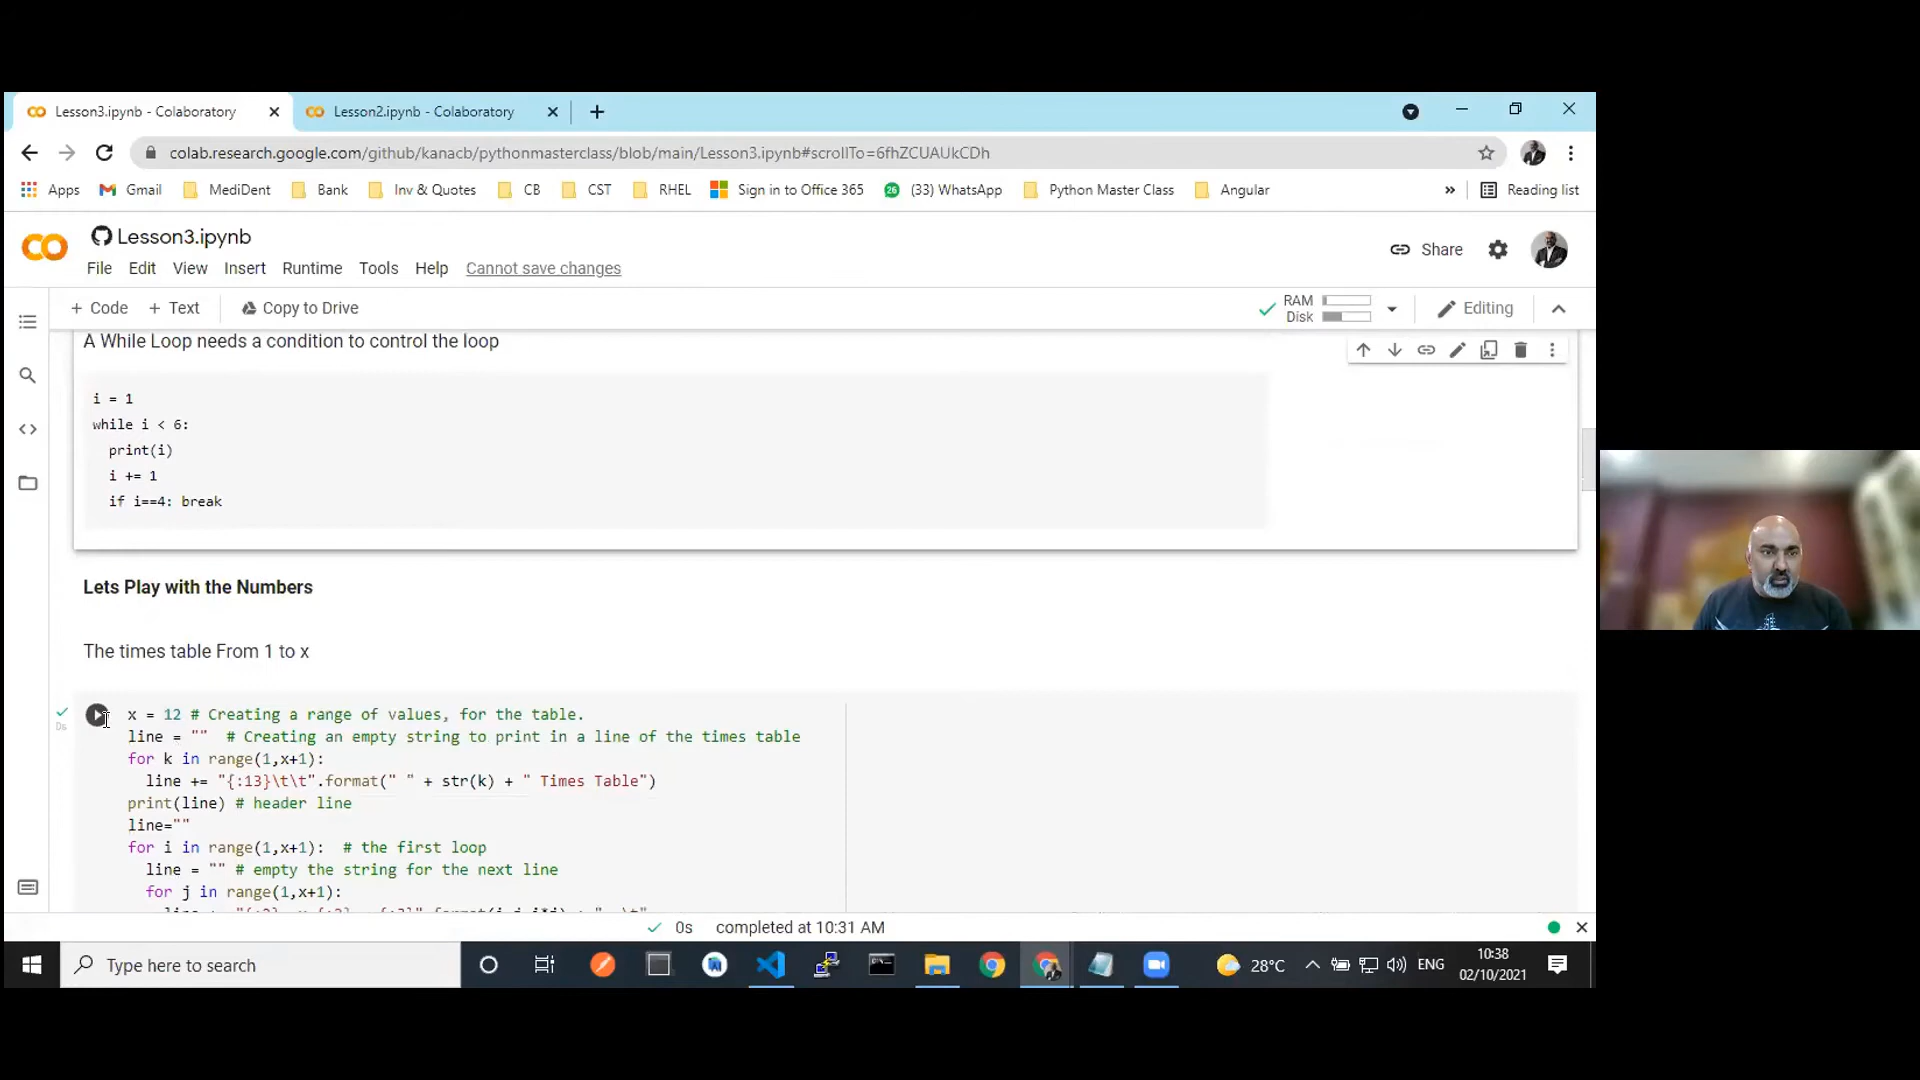 Lesson3.ipynb - Colaboratory
Lesson2.ipynb - Colaboratory
colab.research.google.com/github/kanacb/pythonmasterclass/blob/main/Lesson3.ipynb#scrollTo=6fhZCUAUkCDh
Apps Gmail MediDent Bank Inv & Quotes CB CST RHEL Sign in to Office 365 26 (33) WhatsApp Python Master Class Angular » Reading list
Lesson3.ipynb
Share
File Edit View Insert Runtime Tools Help Cannot save changes
+ Code + Text Copy to Drive
RAM
Disk
Editing
A While Loop needs a condition to control the loop
i = 1
while i < 6:
  print(i)
  i += 1
  if i==4: break
Lets Play with the Numbers
The times table From 1 to x
0s
x = 12 # Creating a range of values, for the table.
line = ""  # Creating an empty string to print in a line of the times table
for k in range(1,x+1):
  line += "{:13}\t\t".format(" " + str(k) + " Times Table")
print(line) # header line
line=""
for i in range(1,x+1):  # the first loop
  line = "" # empty the string for the next line
  for j in range(1,x+1):
0s completed at 10:31 AM
Type here to search
28°C
ENG
10:38
02/10/2021